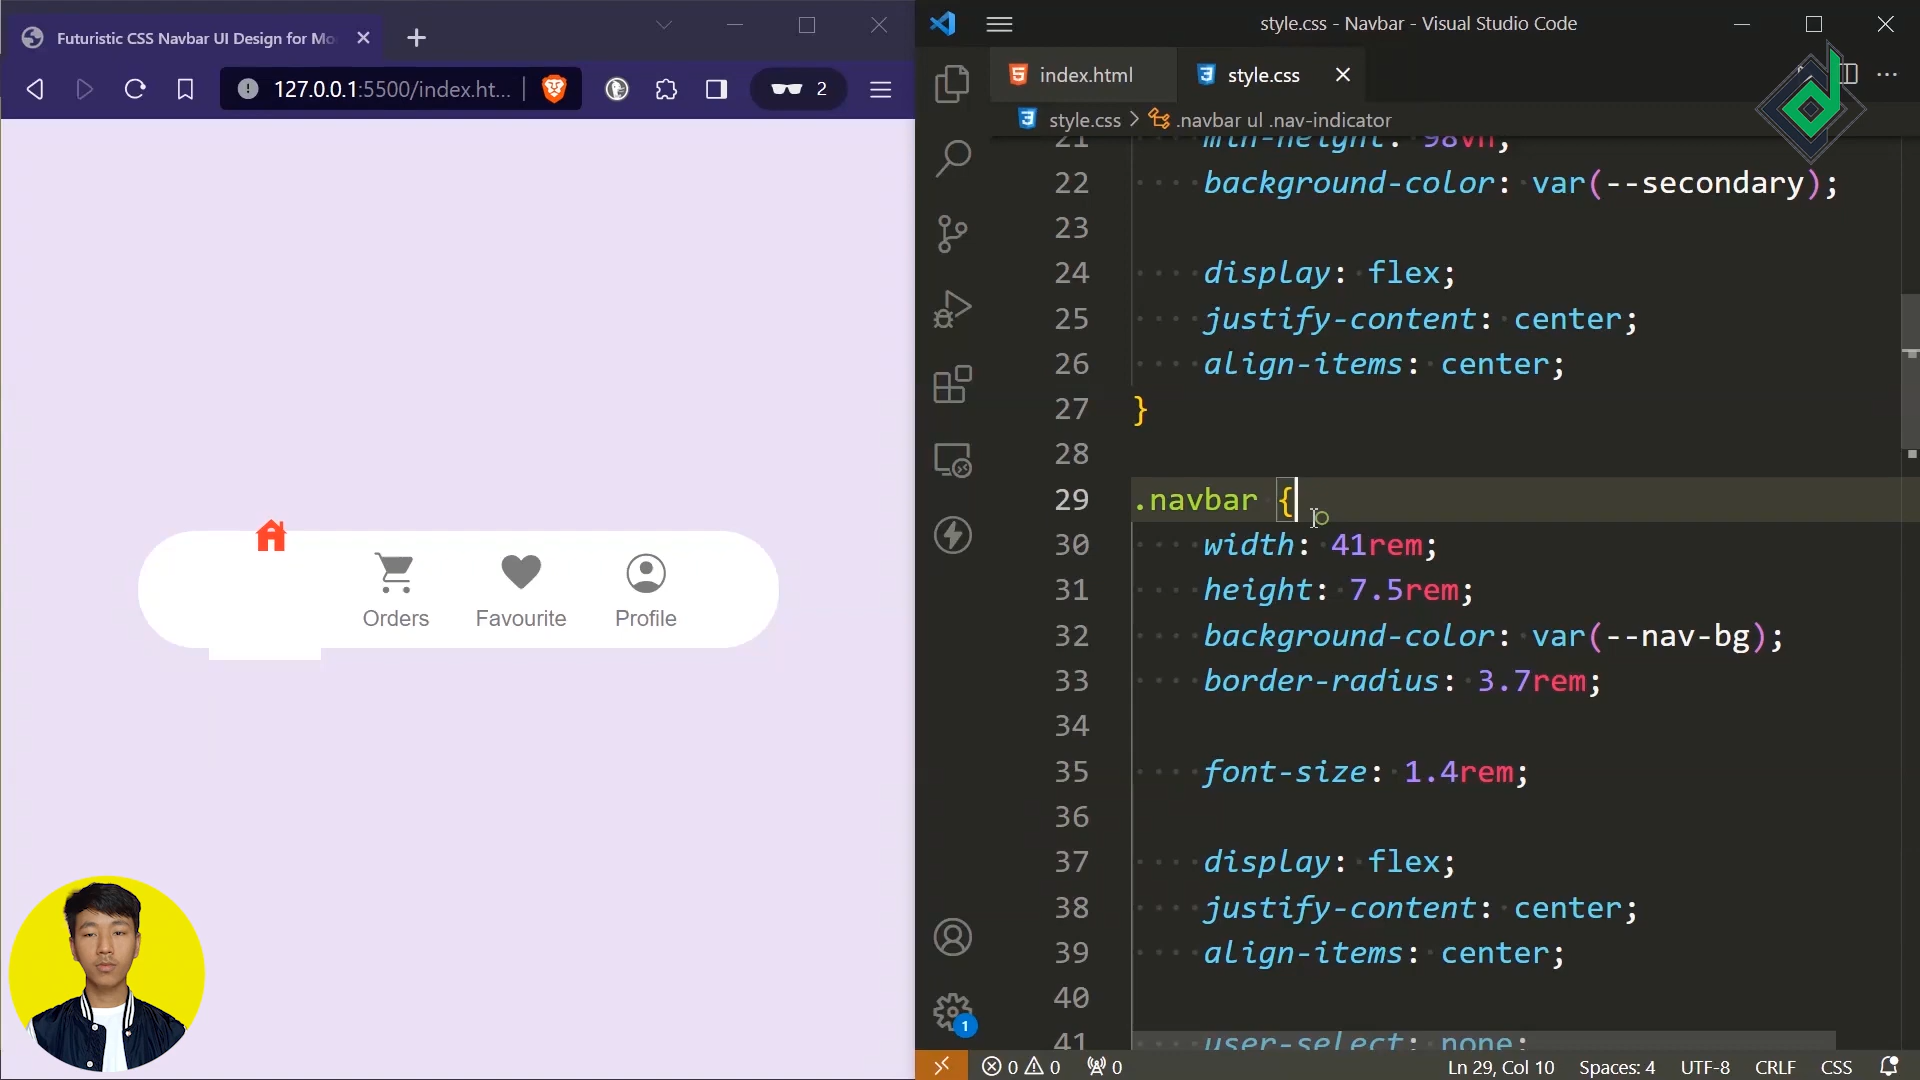 Futuristic CSS Navbar UI Design for Mo
127.0.0.1:5500/index.ht...
2
Orders
Favourite
Profile
style.css - Navbar - Visual Studio Code
index.html
style.css
style.css > .navbar ul .nav-indicator
21 min-height: 98vh;
22 background-color: var(--secondary);
23
24 display: flex;
25 justify-content: center;
26 align-items: center;
27 }
28
29 .navbar {
30 width: 41rem;
31 height: 7.5rem;
32 background-color: var(--nav-bg);
33 border-radius: 3.7rem;
34
35 font-size: 1.4rem;
36
37 display: flex;
38 justify-content: center;
39 align-items: center;
40
41 user-select: none;
1
0 0 0 Ln 29, Col 10 Spaces: 4 UTF-8 CRLF CSS